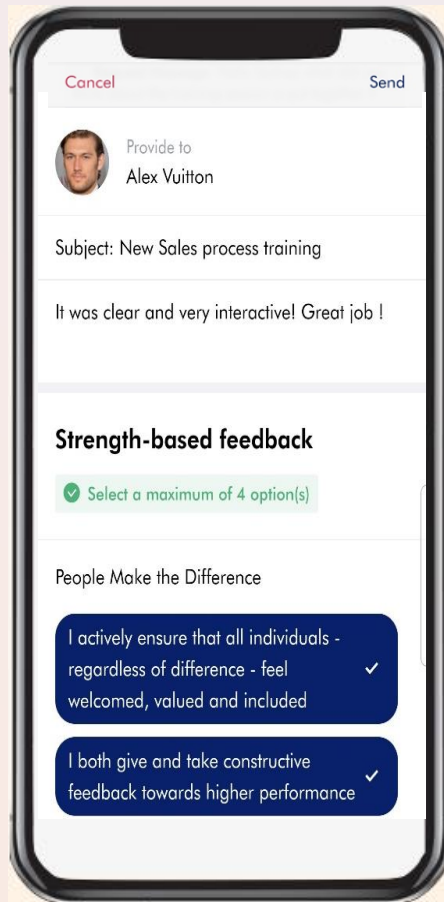 Cancel
Send
Provide to
Alex Vuitton
Subject: New Sales process training
It was clear and very interactive! Great job !
Strength-based feedback
Select a maximum of 4 option(s)
People Make the Difference
I actively ensure that all individuals -
regardless of difference - feel
welcomed, valued and included
I both give and take constructive
feedback towards higher performance